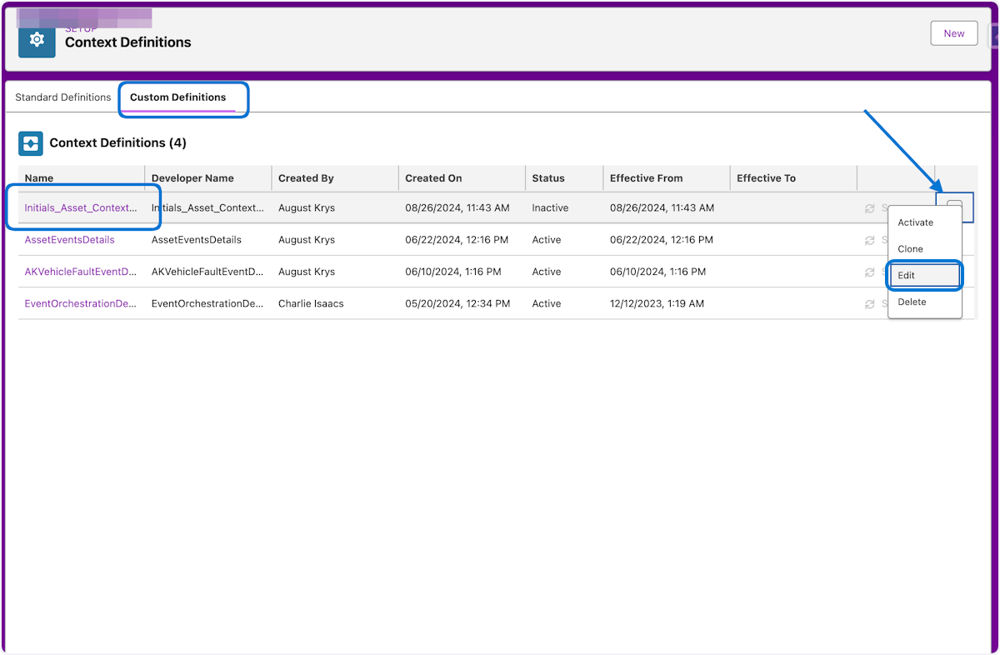 SETUP
Context Definitions
New
Standard Definitions Custom Definitions
Context Definitions (4)
Name Developer Name Created By Created On Status Effective From Effective To
Initials_Asset_Context... Initials_Asset_Context... August Krys 08/26/2024, 11:43 AM Inactive 08/26/2024, 11:43 AM
Activate
AssetEventsDetails AssetEventsDetails August Krys 06/22/2024, 12:16 PM Active 06/22/2024, 12:16 PM
Clone
AKVehicleFaultEventD... AKVehicleFaultEventD... August Krys 06/10/2024, 1:16 PM Active 06/10/2024, 1:16 PM
Edit
EventOrchestrationDe... EventOrchestrationDe... Charlie Isaacs 05/20/2024, 12:34 PM Active 12/12/2023, 1:19 AM
Delete